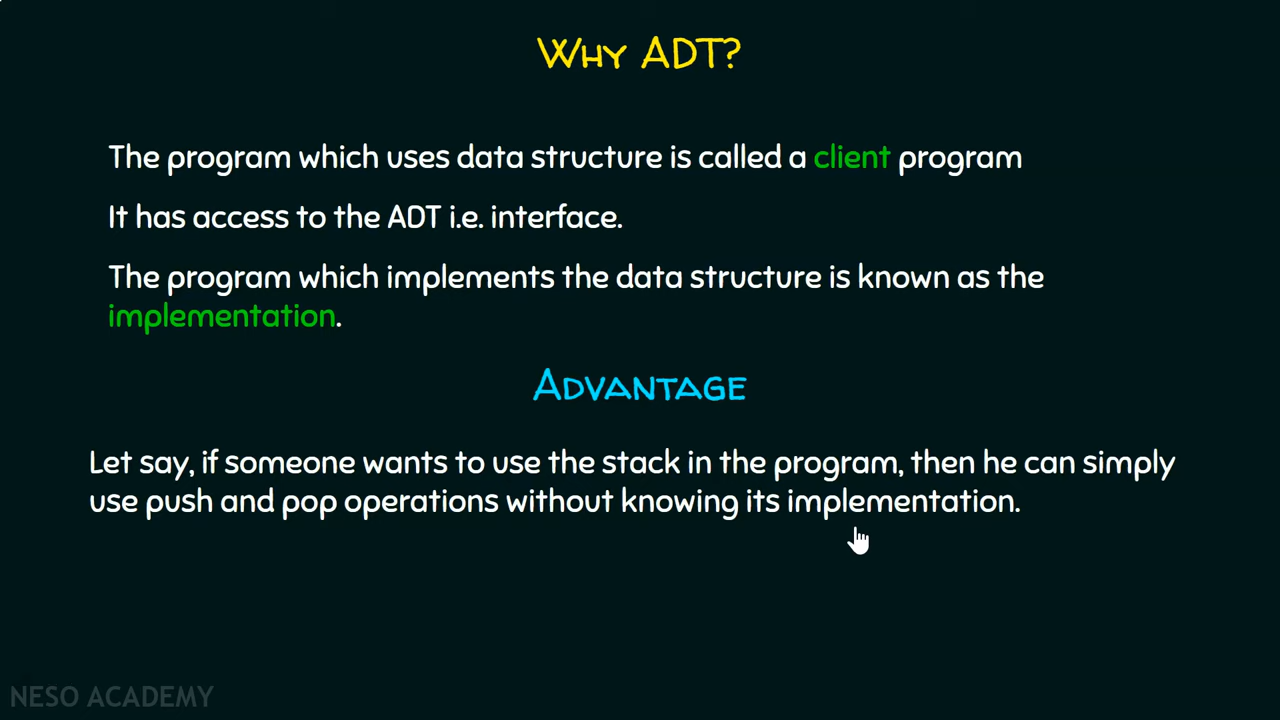 Why ADT?
The program which uses data structure is called a client program
It has access to the ADT i.e. interface.
The program which implements the data structure is known as the
implementation.
Advantage
Let say, if someone wants to use the stack in the program, then he can simply
use push and pop operations without knowing its implementation.
NESO ACADEMY